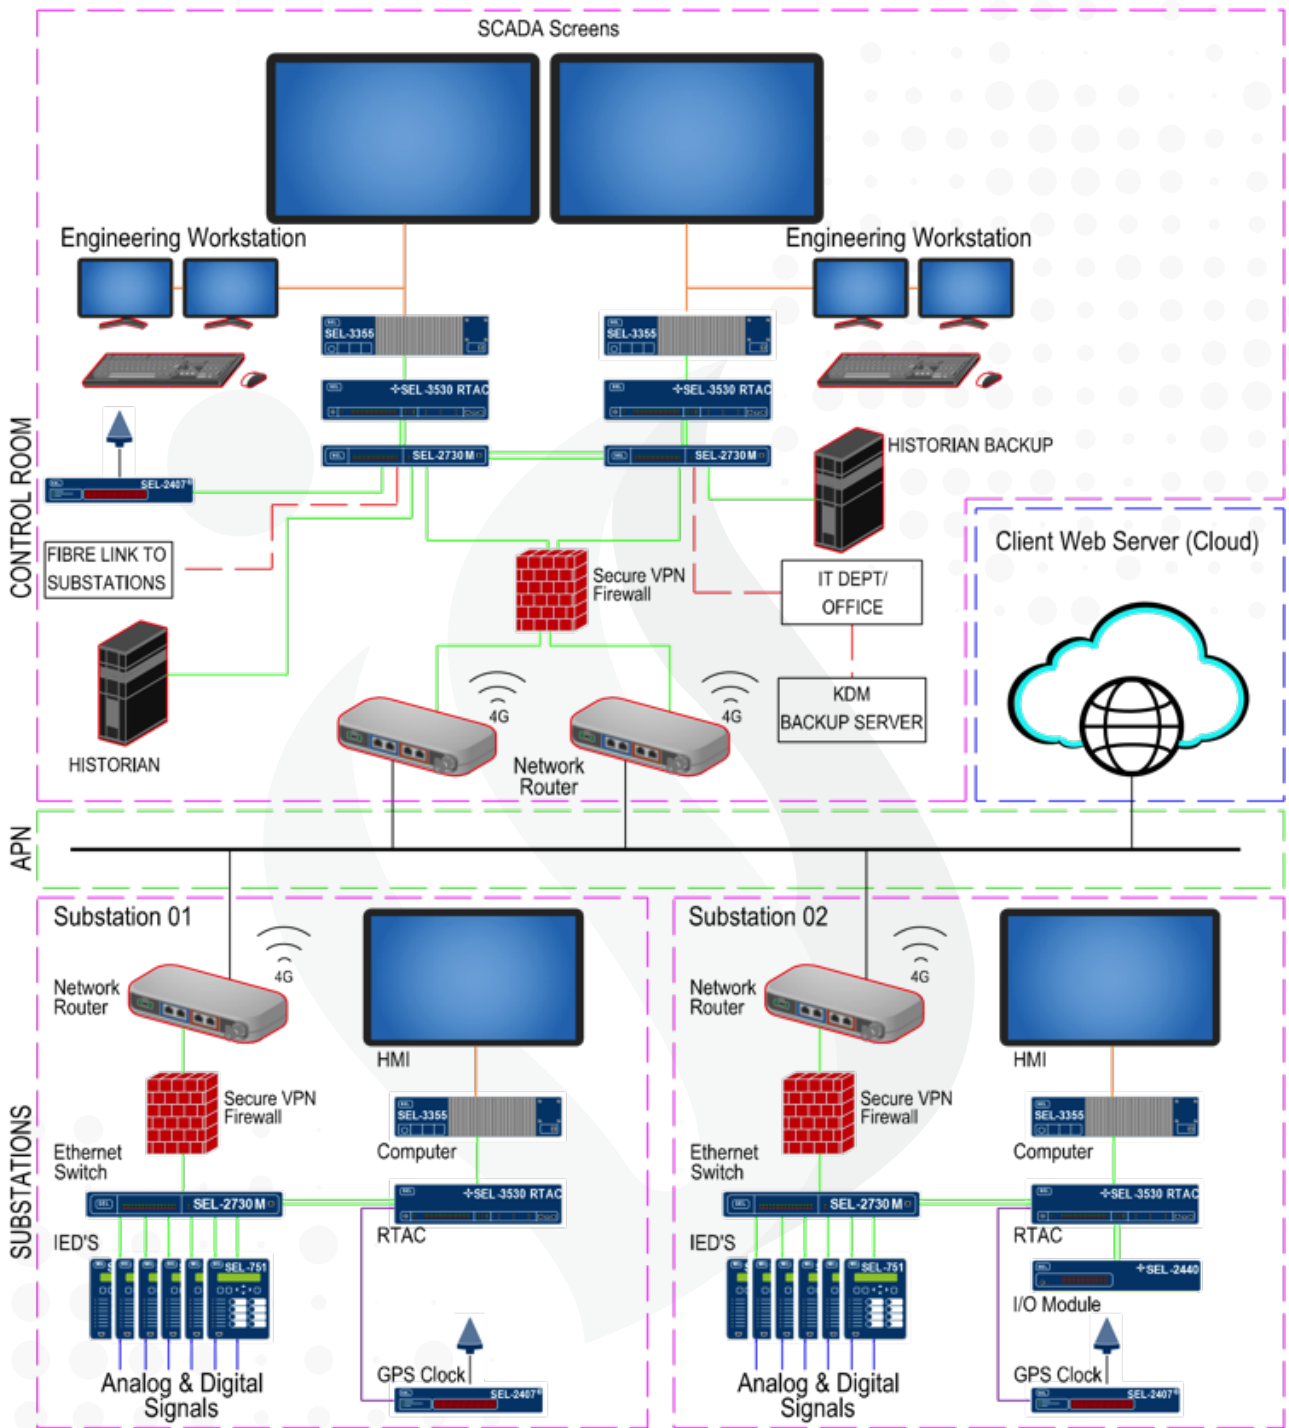 SCADA Screens
Engineering Workstation
Engineering Workstation
SEL-3355
SEL-3355
SEL-3530 RTAC
SEL-3530 RTAC
SEL-2730M
SEL-2730M
HISTORIAN BACKUP
SEL-2407
CONTROL ROOM
FIBRE LINK TO
SUBSTATIONS
Secure VPN
Firewall
IT DEPT/
OFFICE
Client Web Server (Cloud)
4G
4G
KDM
BACKUP SERVER
HISTORIAN
Network
Router
APN
SUBSTATIONS
Substation 01
4G
Network
Router
HMI
Secure VPN
Firewall
SEL-3355
Computer
Ethernet
Switch
SEL-2730M
SEL-3530 RTAC
RTAC
IED'S
SEL-751
GPS Clock
SEL-2407
Analog & Digital
Signals
Substation 02
4G
Network
Router
HMI
Secure VPN
Firewall
SEL-3355
Computer
Ethernet
Switch
SEL-2730M
SEL-3530 RTAC
RTAC
IED'S
SEL-751
SEL-2440
I/O Module
GPS Clock
SEL-2407
Analog & Digital
Signals